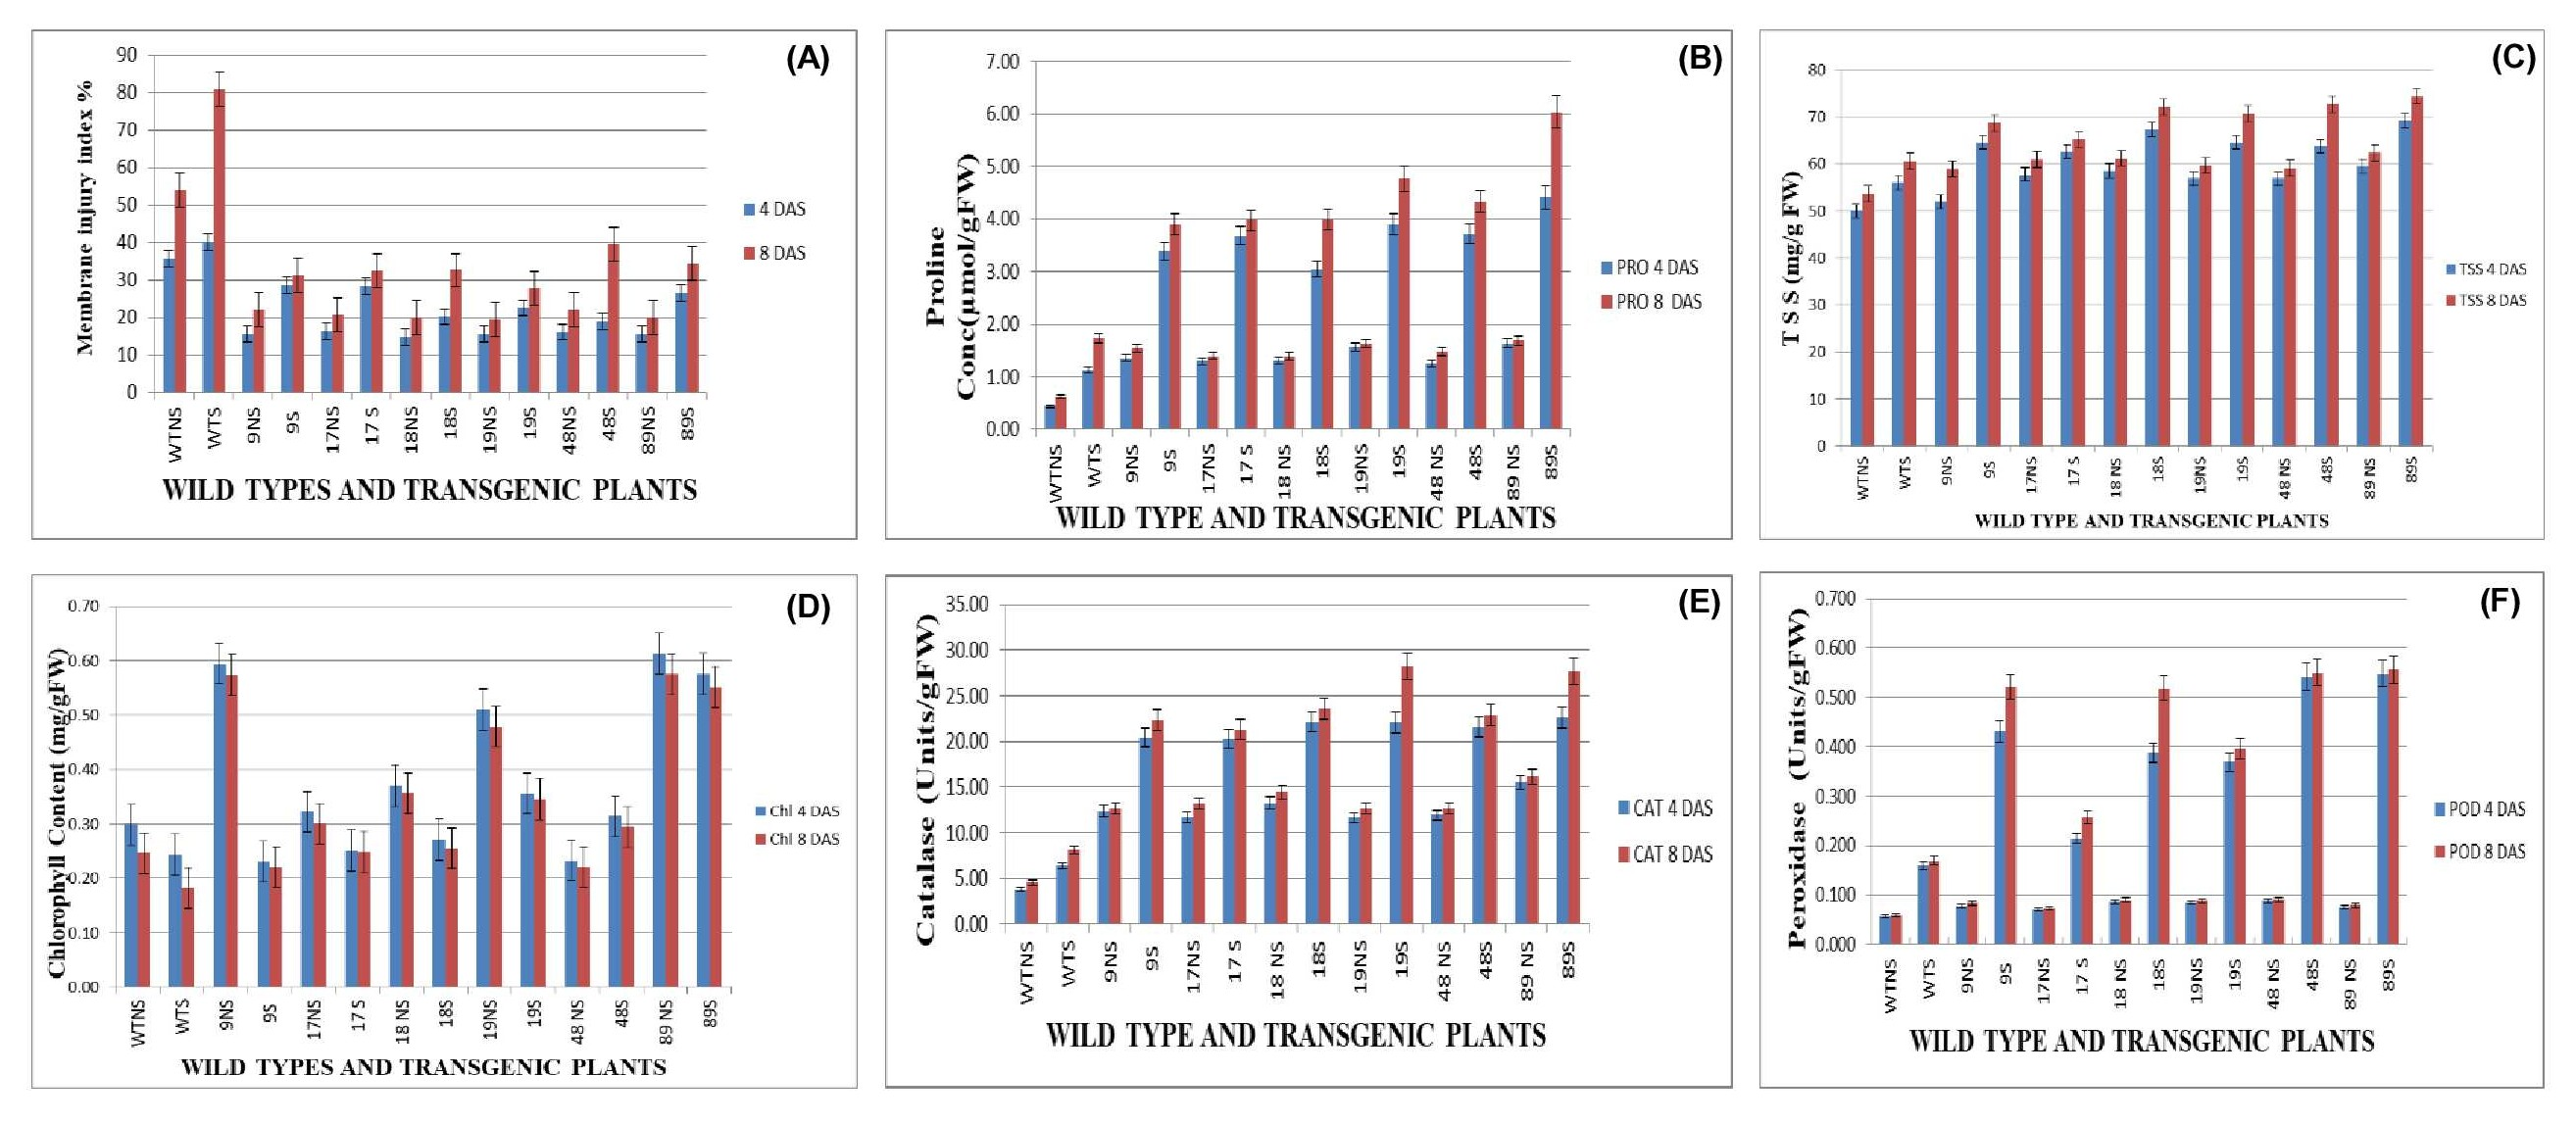 (A)
Membrane injury index %
90
80
70
60
50
40
30
20
10
0
WTNS
WTS
9NS
9S
17NS
17 S
18NS
18S
19NS
19S
48NS
48S
89NS
89S
WILD TYPES AND TRANSGENIC PLANTS
4 DAS
8 DAS
(B)
Proline
Conc(µmol/gFW)
7.00
6.00
5.00
4.00
3.00
2.00
1.00
0.00
WTNS
WTS
9NS
9S
17NS
17 S
18 NS
18S
19NS
19S
48 NS
48S
89 NS
89S
WILD TYPE AND TRANSGENIC PLANTS
PRO 4 DAS
PRO 8 DAS
(C)
T S S (mg/g FW)
80
70
60
50
40
30
20
10
0
WTNS
WTS
9NS
9S
17NS
17 S
18 NS
18S
19NS
19S
48 NS
48S
89 NS
89S
WILD TYPE AND TRANSGENIC PLANTS
TSS 4 DAS
TSS 8 DAS
(D)
Chlorophyll Content (mg/gFW)
0.70
0.60
0.50
0.40
0.30
0.20
0.10
0.00
WTNS
WTS
9NS
9S
17NS
17 S
18 NS
18S
19NS
19S
48 NS
48S
89 NS
89S
WILD TYPES AND TRANSGENIC PLANTS
Chl 4 DAS
Chl 8 DAS
(E)
Catalase (Units/gFW)
35.00
30.00
25.00
20.00
15.00
10.00
5.00
0.00
WTNS
WTS
9NS
9S
17NS
17 S
18 NS
18S
19NS
19S
48 NS
48S
89 NS
89S
WILD TYPE AND TRANSGENIC PLANTS
CAT 4 DAS
CAT 8 DAS
(F)
Peroxidase (Units/gFW)
0.700
0.600
0.500
0.400
0.300
0.200
0.100
0.000
WTNS
WTS
9NS
9S
17NS
17 S
18 NS
18S
19NS
19S
48 NS
48S
89 NS
89S
WILD TYPE AND TRANSGENIC PLANTS
POD 4 DAS
POD 8 DAS